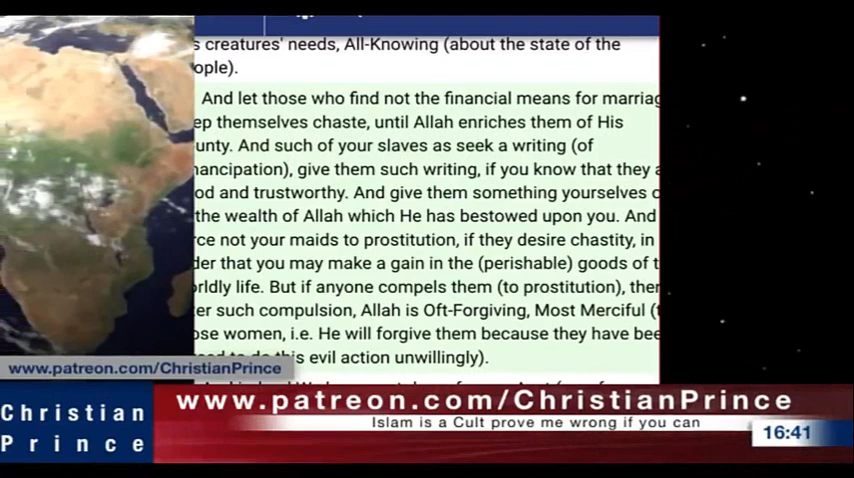 s creatures' needs, All-Knowing (about the state of the
ople).
And let those who find not the financial means for marriag
ep themselves chaste, until Allah enriches them of His
unty. And such of your slaves as seek a writing (of
nancipation), give them such writing, if you know that they a
od and trustworthy. And give them something yourselves o
the wealth of Allah which He has bestowed upon you. And
rce not your maids to prostitution, if they desire chastity, in
der that you may make a gain in the (perishable) goods of t
rldly life. But if anyone compels them (to prostitution), then
er such compulsion, Allah is Oft-Forgiving, Most Merciful (t
ose women, i.e. He will forgive them because they have bee
to do this evil action unwillingly).
www.patreon.com/ChristianPrince
Christian
Prince
www.patreon.com/ChristianPrince
Islam is a Cult prove me wrong if you can
16:41